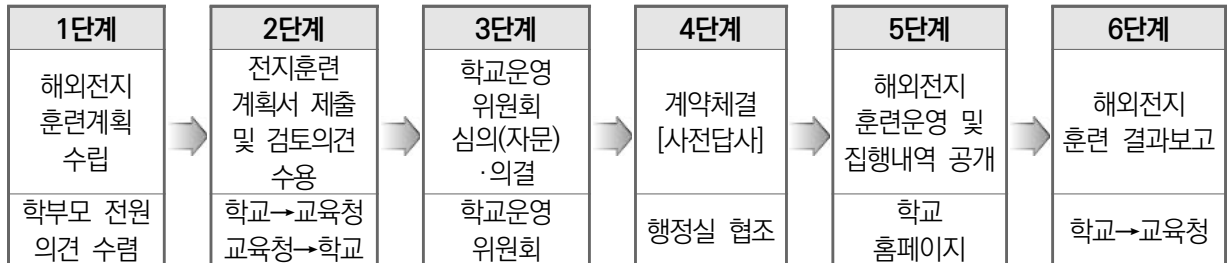 1단계
해외전지
훈련계획
수립
학부모 전원
의견 수렴
2단계
전지훈련
계획서 제출
및 검토의견
수용
학교→교육청
교육청→학교
3단계
학교운영
위원회
심의(자문)
·의결
학교운영
위원회
4단계
계약체결
[사전답사]
행정실 협조
5단계
해외전지
훈련운영 및
집행내역 공개
학교
홈페이지
6단계
해외전지
훈련 결과보고
학교→교육청